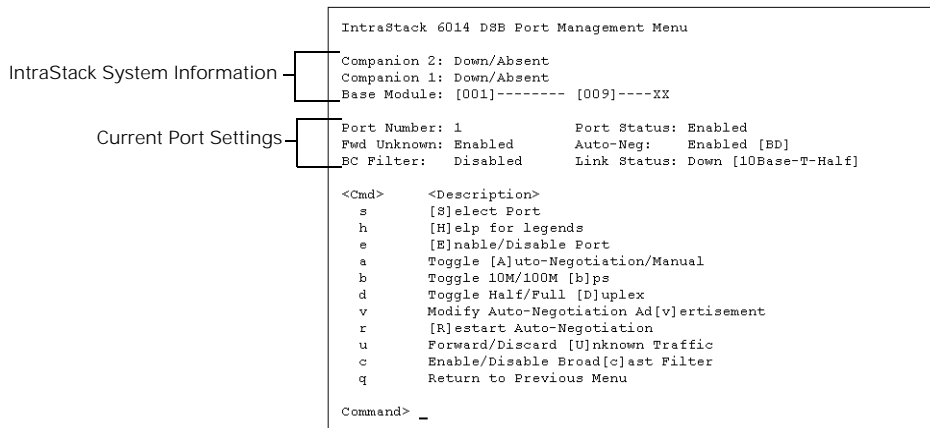 IntraStack 6014 DSB Port Management Menu
IntraStack System Information
Companion 2: Down/Absent
Companion 1: Down/Absent
Base Module: [001]-------- [009]----XX
Current Port Settings
Port Number: 1 Port Status: Enabled
Fwd Unknown: Enabled Auto-Neg: Enabled [BD]
BC Filter: Disabled Link Status: Down [10Base-T-Half]
<Cmd> <Description>
s [S]elect Port
h [H]elp for legends
e [E]nable/Disable Port
a Toggle [A]uto-Negotiation/Manual
b Toggle 10M/100M [b]ps
d Toggle Half/Full [D]uplex
v Modify Auto-Negotiation Ad[v]ertisement
r [R]estart Auto-Negotiation
u Forward/Discard [U]nknown Traffic
c Enable/Disable Broad[c]ast Filter
q Return to Previous Menu
Command> _